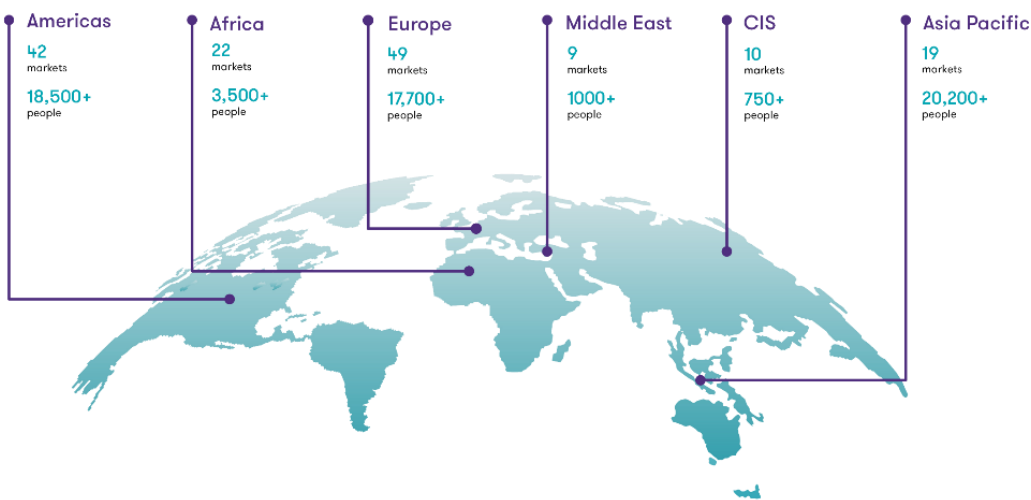 Americas
42
markets
18,500+
people
Africa
22
markets
3,500+
people
Europe
49
markets
17,700+
people
Middle East
9
markets
1000+
people
CIS
10
markets
750+
people
Asia Pacific
19
markets
20,200+
people